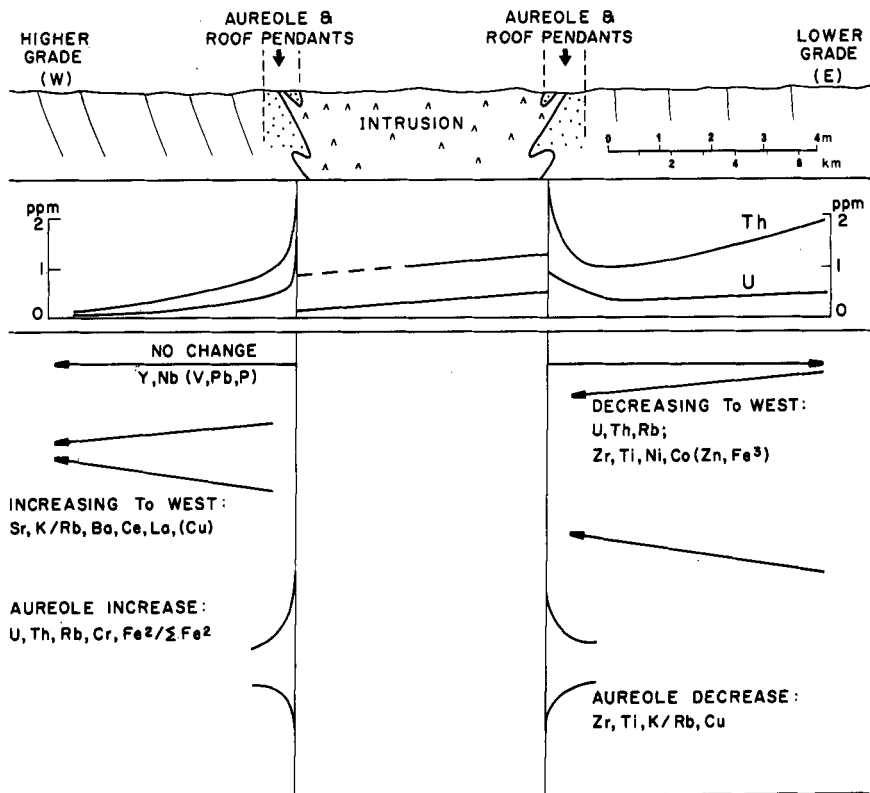 HIGHER
GRADE
(W)
AUREOLE &
ROOF PENDANTS
AUREOLE &
ROOF PENDANTS
LOWER
GRADE
(E)
INTRUSION
0 1 2 3 4 m
2 4 6 km
ppm
2
1
0
Th
U
ppm
2
1
0
NO CHANGE
Y,Nb (V,Pb,P)
DECREASING To WEST:
U,Th,Rb;
Zr,Ti,Ni,Co (Zn,Fe³)
INCREASING To WEST:
Sr,K/Rb,Ba,Ce,La,(Cu)
AUREOLE INCREASE:
U,Th,Rb,Cr,Fe²/Σ Fe²
AUREOLE DECREASE:
Zr,Ti,K/Rb,Cu